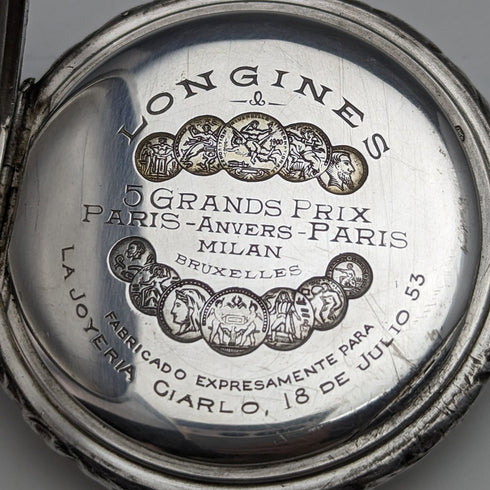 LONGINES
5 GRANDS PRIX
PARIS-ANVERS-PARIS
MILAN
BRUXELLES
FABRICADO EXPRESAMENTE PARA
LA JOYERIA CIARLO, 18 DE JULIO 53